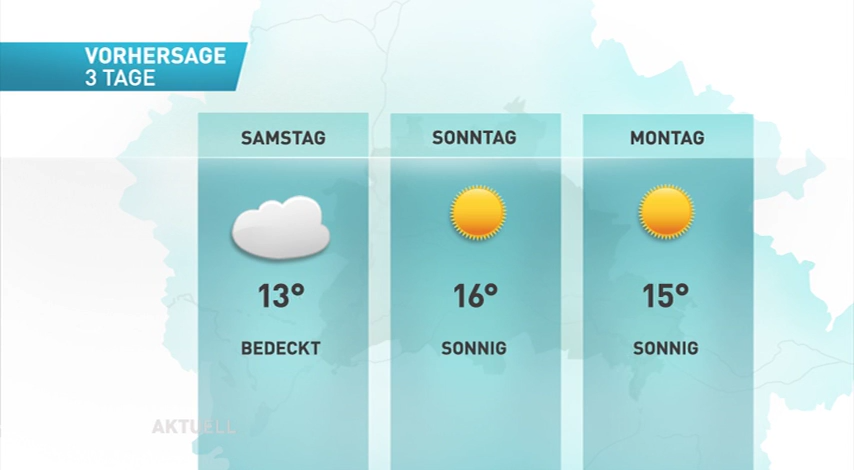 VORHERSAGE
3 TAGE
SAMSTAG
SONNTAG
MONTAG
13°
16°
15°
BEDECKT
SONNIG
SONNIG
AKTUELL